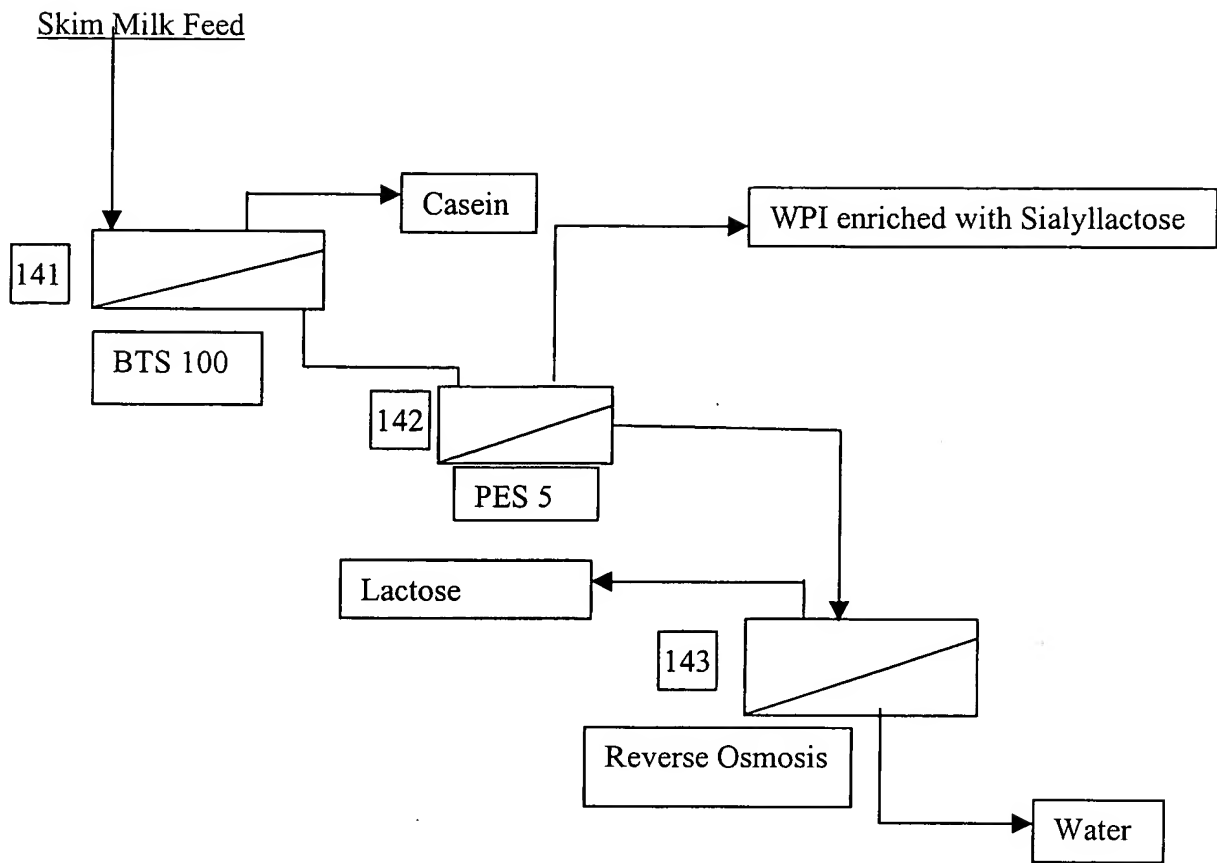 Skim Milk Feed
Casein
WPI enriched with Sialyllactose
141
BTS 100
142
PES 5
Lactose
143
Reverse Osmosis
Water